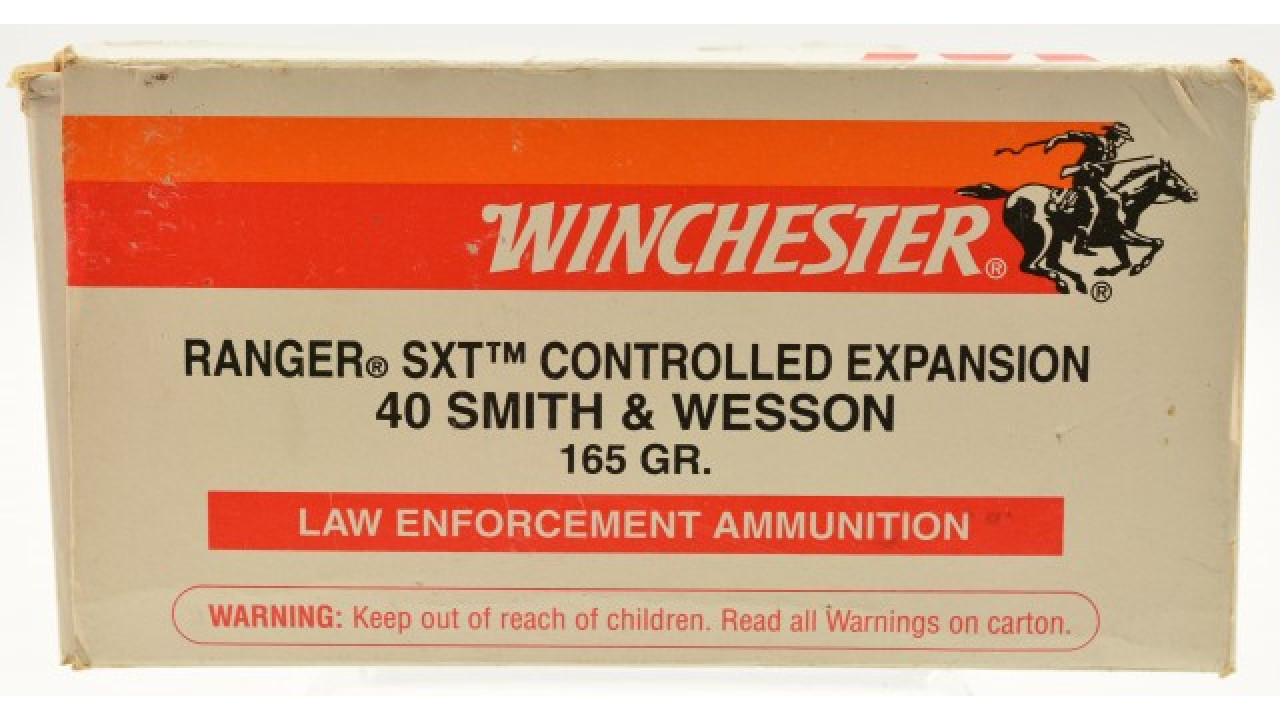 WINCHESTER®
®
RANGER® SXT™ CONTROLLED EXPANSION
40 SMITH & WESSON
165 GR.
LAW ENFORCEMENT AMMUNITION
WARNING: Keep out of reach of children. Read all Warnings on carton.